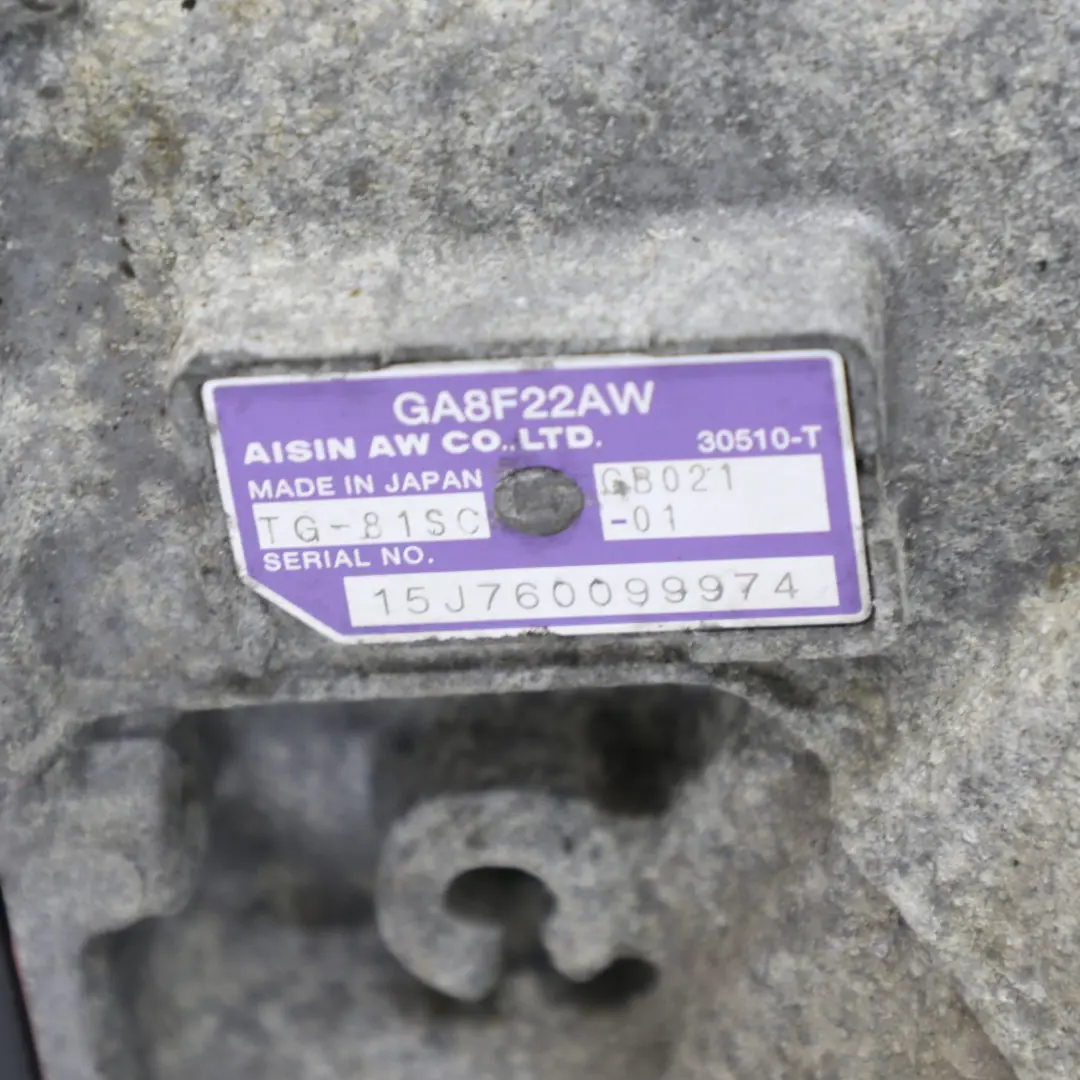 GA8F22AW
AISIN AW CO.,LTD. 30510-T
MADE IN JAPAN GB021
TG-81SC -01
SERIAL NO.
15J760099974